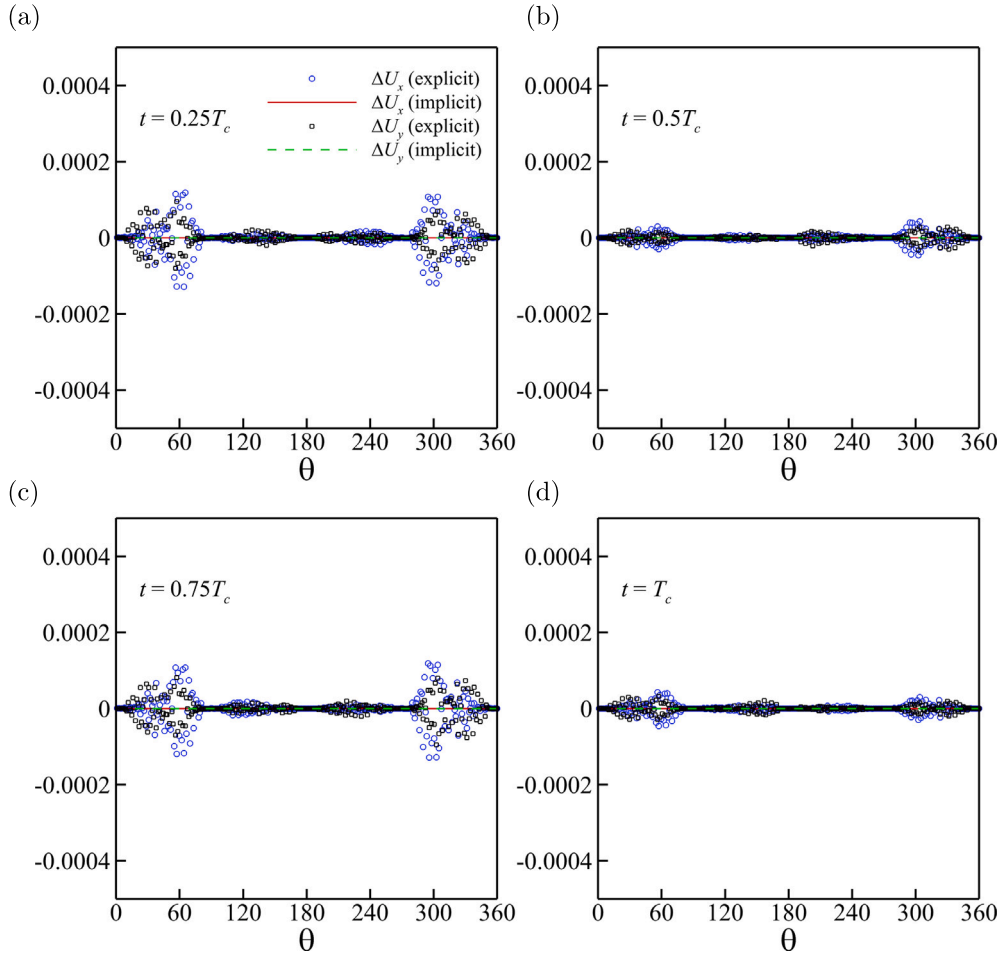 (a)
0.0004
0.0002
0
-0.0002
-0.0004
t = 0.25T_c
ΔU_x (explicit)
ΔU_x (implicit)
ΔU_y (explicit)
ΔU_y (implicit)
0 60 120 180 240 300 360
θ
(b)
0.0004
0.0002
0
-0.0002
-0.0004
t = 0.5T_c
0 60 120 180 240 300 360
θ
(c)
0.0004
0.0002
0
-0.0002
-0.0004
t = 0.75T_c
0 60 120 180 240 300 360
θ
(d)
0.0004
0.0002
0
-0.0002
-0.0004
t = T_c
0 60 120 180 240 300 360
θ